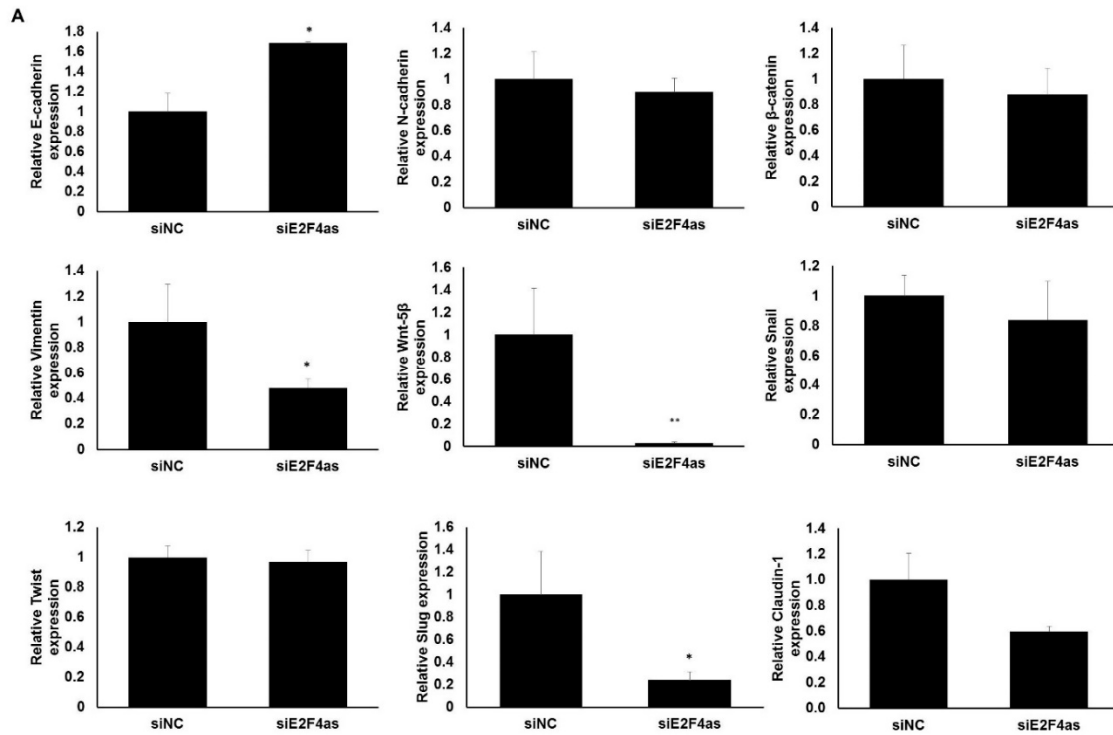 A
Relative E-cadherin
expression
1.8
1.6
1.4
1.2
1
0.8
0.6
0.4
0.2
0
*
siNC
siE2F4as
Relative N-cadherin
expression
1.4
1.2
1
0.8
0.6
0.4
0.2
0
siNC
siE2F4as
Relative β-catenin
expression
1.4
1.2
1
0.8
0.6
0.4
0.2
0
siNC
siE2F4as
Relative Vimentin
expression
1.4
1.2
1
0.8
0.6
0.4
0.2
0
*
siNC
siE2F4as
Relative Wnt-5β
expression
1.6
1.4
1.2
1
0.8
0.6
0.4
0.2
0
**
siNC
siE2F4as
Relative Snail
expression
1.2
1
0.8
0.6
0.4
0.2
0
siNC
siE2F4as
Relative Twist
expression
1.2
1
0.8
0.6
0.4
0.2
0
siNC
siE2F4as
Relative Slug expression
1.6
1.4
1.2
1
0.8
0.6
0.4
0.2
0
*
siNC
siE2F4as
Relative Claudin-1
expression
1.4
1.2
1.0
0.8
0.6
0.4
0.2
0.0
siNC
siE2F4as